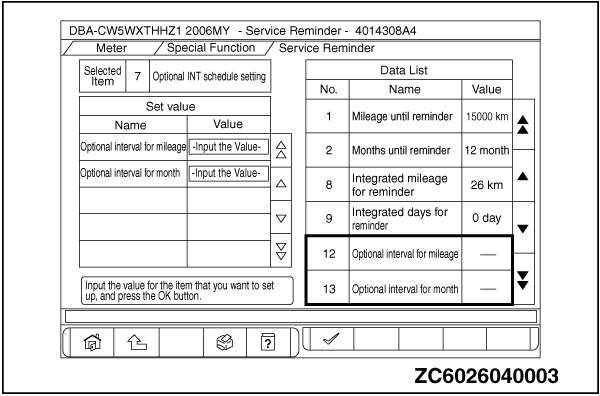 DBA-CW5WXTHHZ1 2006MY - Service Reminder - 4014308A4
Meter / Special Function / Service Reminder
Selected Item 7 Optional INT schedule setting
Set value
Name Value
Optional interval for mileage -Input the Value-
Optional interval for month -Input the Value-
Input the value for the item that you want to set
up, and press the OK button.
Data List
No. Name Value
1 Mileage until reminder 15000 km
2 Months until reminder 12 month
8 Integrated mileage for reminder 26 km
9 Integrated days for reminder 0 day
12 Optional interval for mileage —
13 Optional interval for month —
?
ZC6026040003